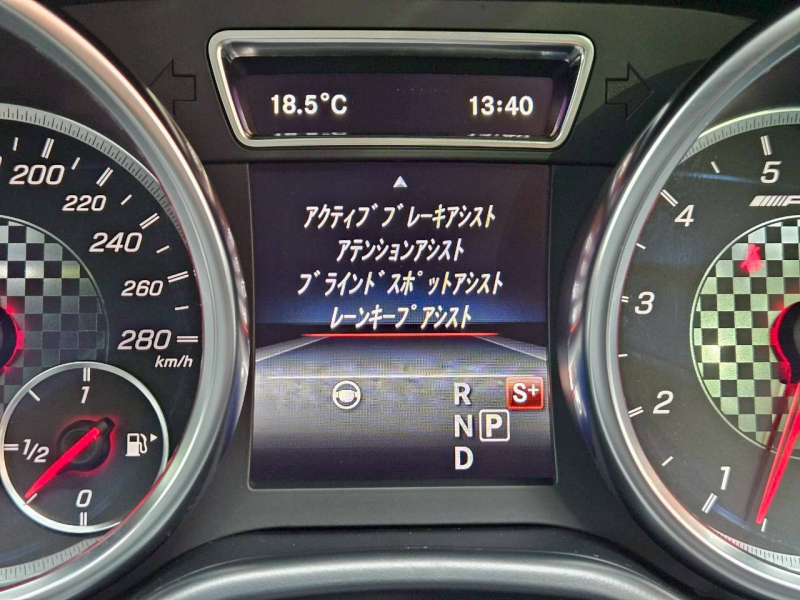 18.5°C 13:40
アクティブブレーキアシスト
アテンションアシスト
ブラインドスポットアシスト
レーンキープアシスト
R S+
N P
D
200
220
240
260
280
km/h
1
1/2
0
5
4
3
2
1